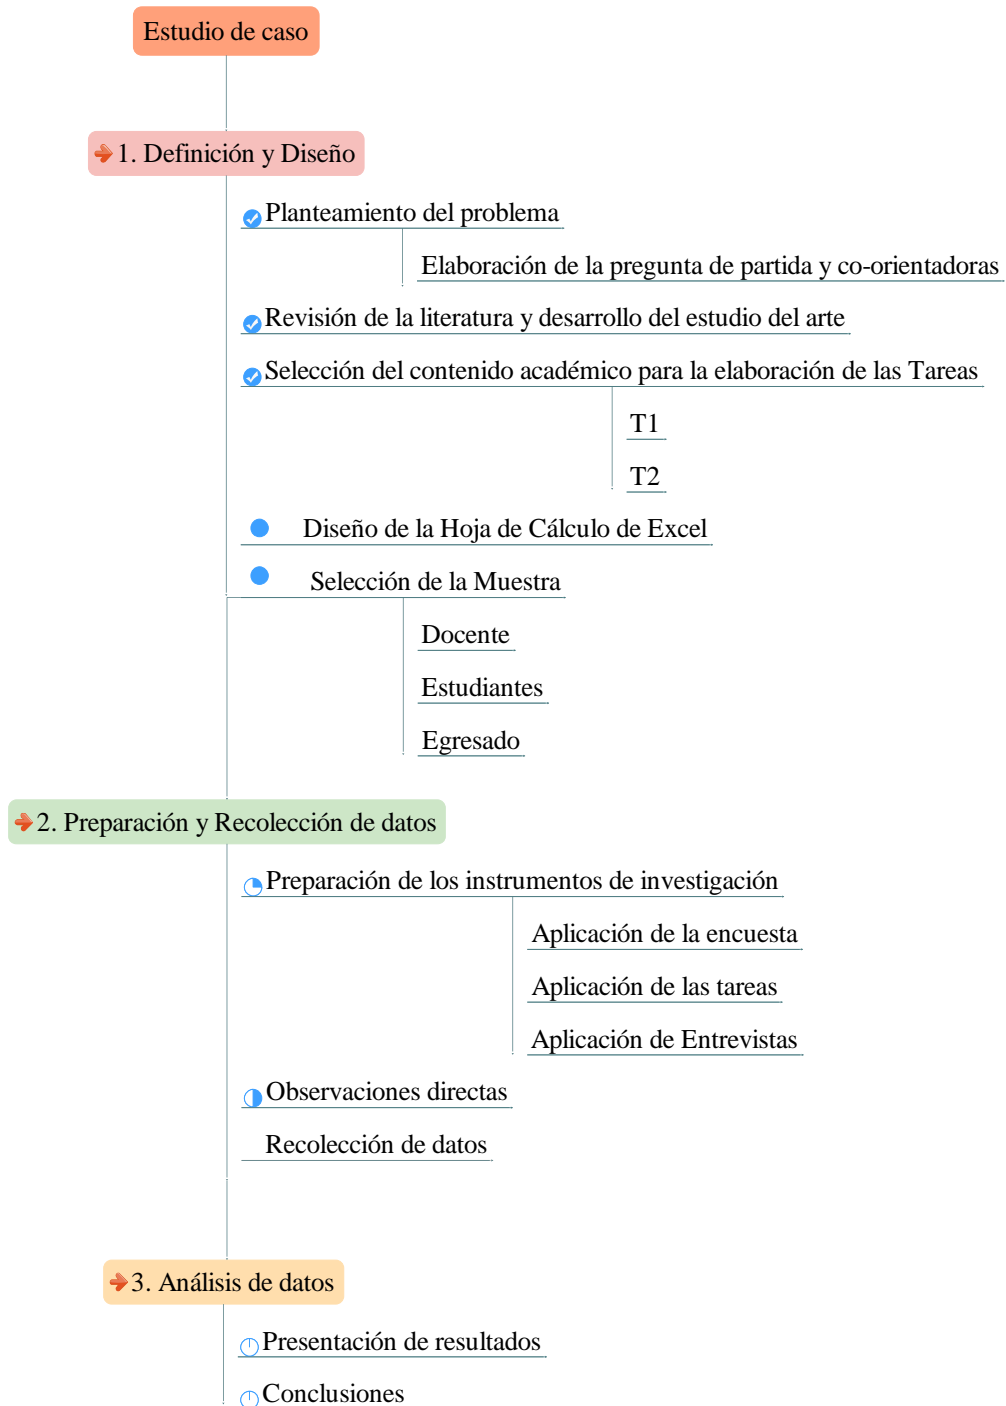 Estudio de caso
1. Definición y Diseño
Planteamiento del problema
Elaboración de la pregunta de partida y co-orientadoras
Revisión de la literatura y desarrollo del estudio del arte
Selección del contenido académico para la elaboración de las Tareas
T1
T2
Diseño de la Hoja de Cálculo de Excel
Selección de la Muestra
Docente
Estudiantes
Egresado
2. Preparación y Recolección de datos
Preparación de los instrumentos de investigación
Aplicación de la encuesta
Aplicación de las tareas
Aplicación de Entrevistas
Observaciones directas
Recolección de datos
3. Análisis de datos
Presentación de resultados
Conclusiones